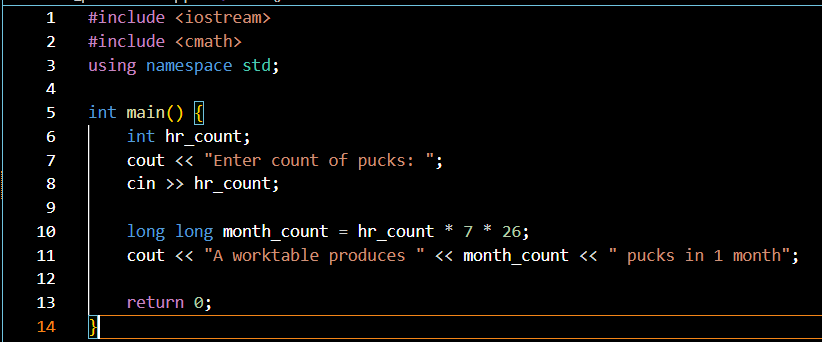 1 #include <iostream>
2 #include <cmath>
3 using namespace std;
4
5 int main() {
6 int hr_count;
7 cout << "Enter count of pucks: ";
8 cin >> hr_count;
9
10 long long month_count = hr_count * 7 * 26;
11 cout << "A worktable produces " << month_count << " pucks in 1 month";
12
13 return 0;
14 }